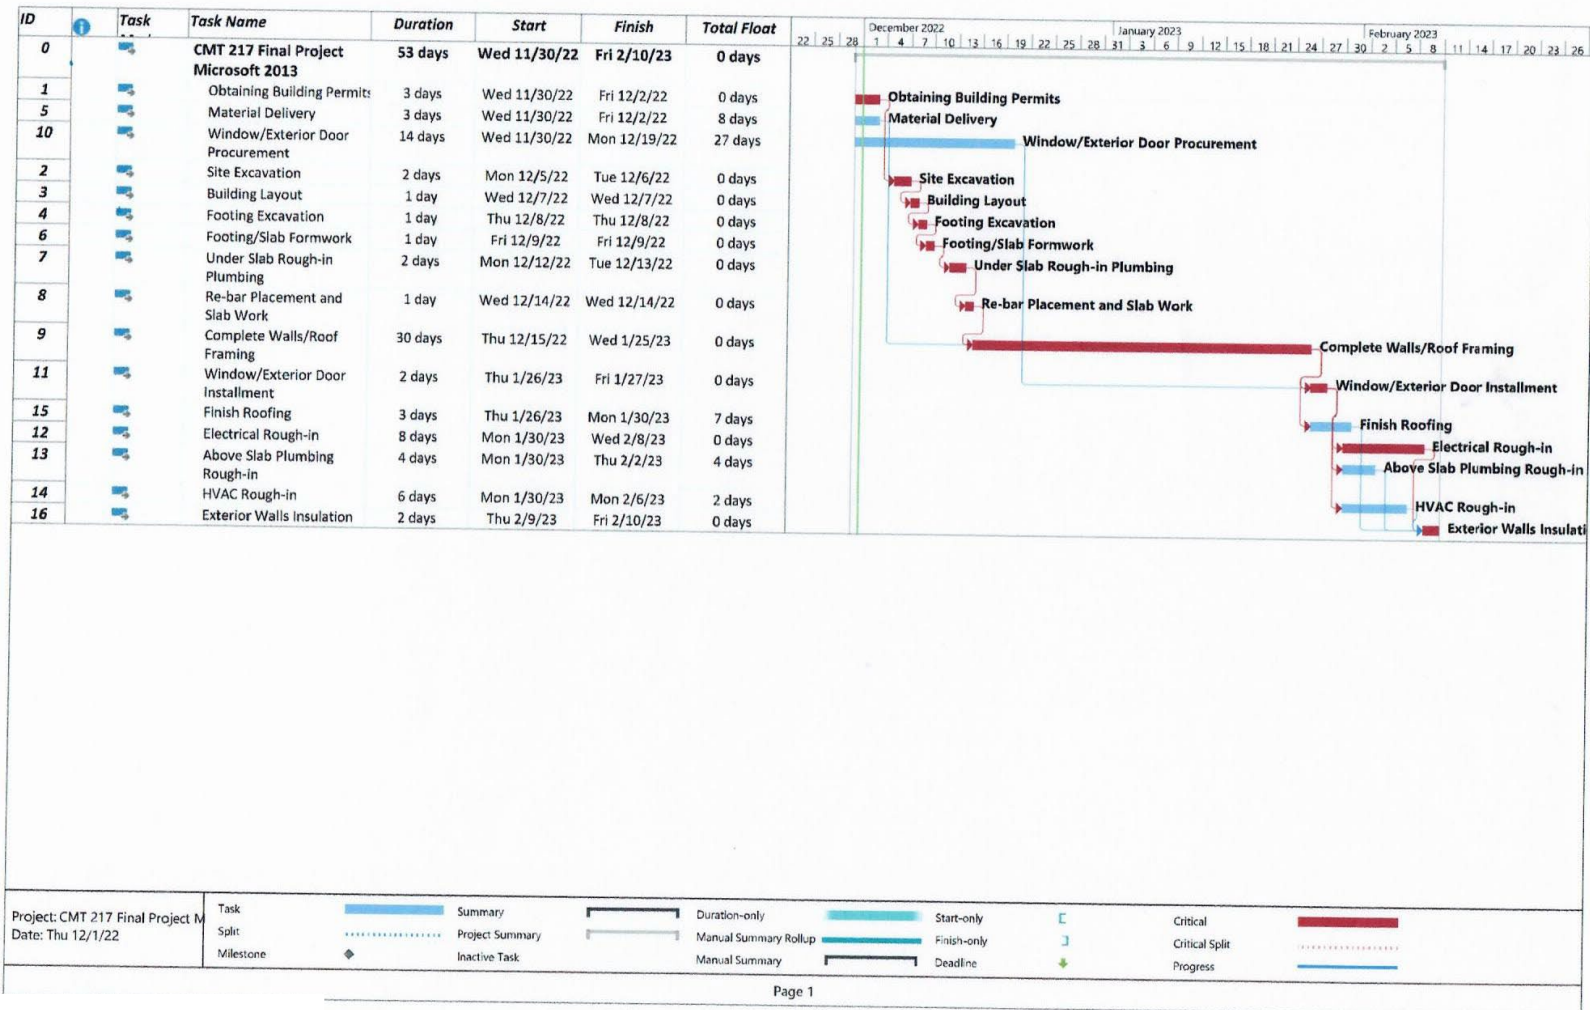 ID Task Task Name Duration Start Finish Total Float
December 2022 January 2023 February 2023
22 25 28 1 4 7 10 13 16 19 22 25 28 31 3 6 9 12 15 18 21 24 27 30 2 5 8 11 14 17 20 23 26
0 CMT 217 Final Project 53 days Wed 11/30/22 Fri 2/10/23 0 days
Microsoft 2013
1 Obtaining Building Permits 3 days Wed 11/30/22 Fri 12/2/22 0 days Obtaining Building Permits
5 Material Delivery 3 days Wed 11/30/22 Fri 12/2/22 8 days Material Delivery
10 Window/Exterior Door 14 days Wed 11/30/22 Mon 12/19/22 27 days Window/Exterior Door Procurement
Procurement
2 Site Excavation 2 days Mon 12/5/22 Tue 12/6/22 0 days Site Excavation
3 Building Layout 1 day Wed 12/7/22 Wed 12/7/22 0 days Building Layout
4 Footing Excavation 1 day Thu 12/8/22 Thu 12/8/22 0 days Footing Excavation
6 Footing/Slab Formwork 1 day Fri 12/9/22 Fri 12/9/22 0 days Footing/Slab Formwork
7 Under Slab Rough-in 2 days Mon 12/12/22 Tue 12/13/22 0 days Under Slab Rough-in Plumbing
Plumbing
8 Re-bar Placement and 1 day Wed 12/14/22 Wed 12/14/22 0 days Re-bar Placement and Slab Work
Slab Work
9 Complete Walls/Roof 30 days Thu 12/15/22 Wed 1/25/23 0 days Complete Walls/Roof Framing
Framing
11 Window/Exterior Door 2 days Thu 1/26/23 Fri 1/27/23 0 days Window/Exterior Door Installment
Installment
15 Finish Roofing 3 days Thu 1/26/23 Mon 1/30/23 7 days Finish Roofing
12 Electrical Rough-in 8 days Mon 1/30/23 Wed 2/8/23 0 days Electrical Rough-in
13 Above Slab Plumbing 4 days Mon 1/30/23 Thu 2/2/23 4 days Above Slab Plumbing Rough-in
Rough-in
14 HVAC Rough-in 6 days Mon 1/30/23 Mon 2/6/23 2 days HVAC Rough-in
16 Exterior Walls Insulation 2 days Thu 2/9/23 Fri 2/10/23 0 days Exterior Walls Insulati
Project: CMT 217 Final Project M
Date: Thu 12/1/22
Task Summary Duration-only Start-only Critical
Split Project Summary Manual Summary Rollup Finish-only Critical Split
Milestone Inactive Task Manual Summary Deadline Progress
Page 1